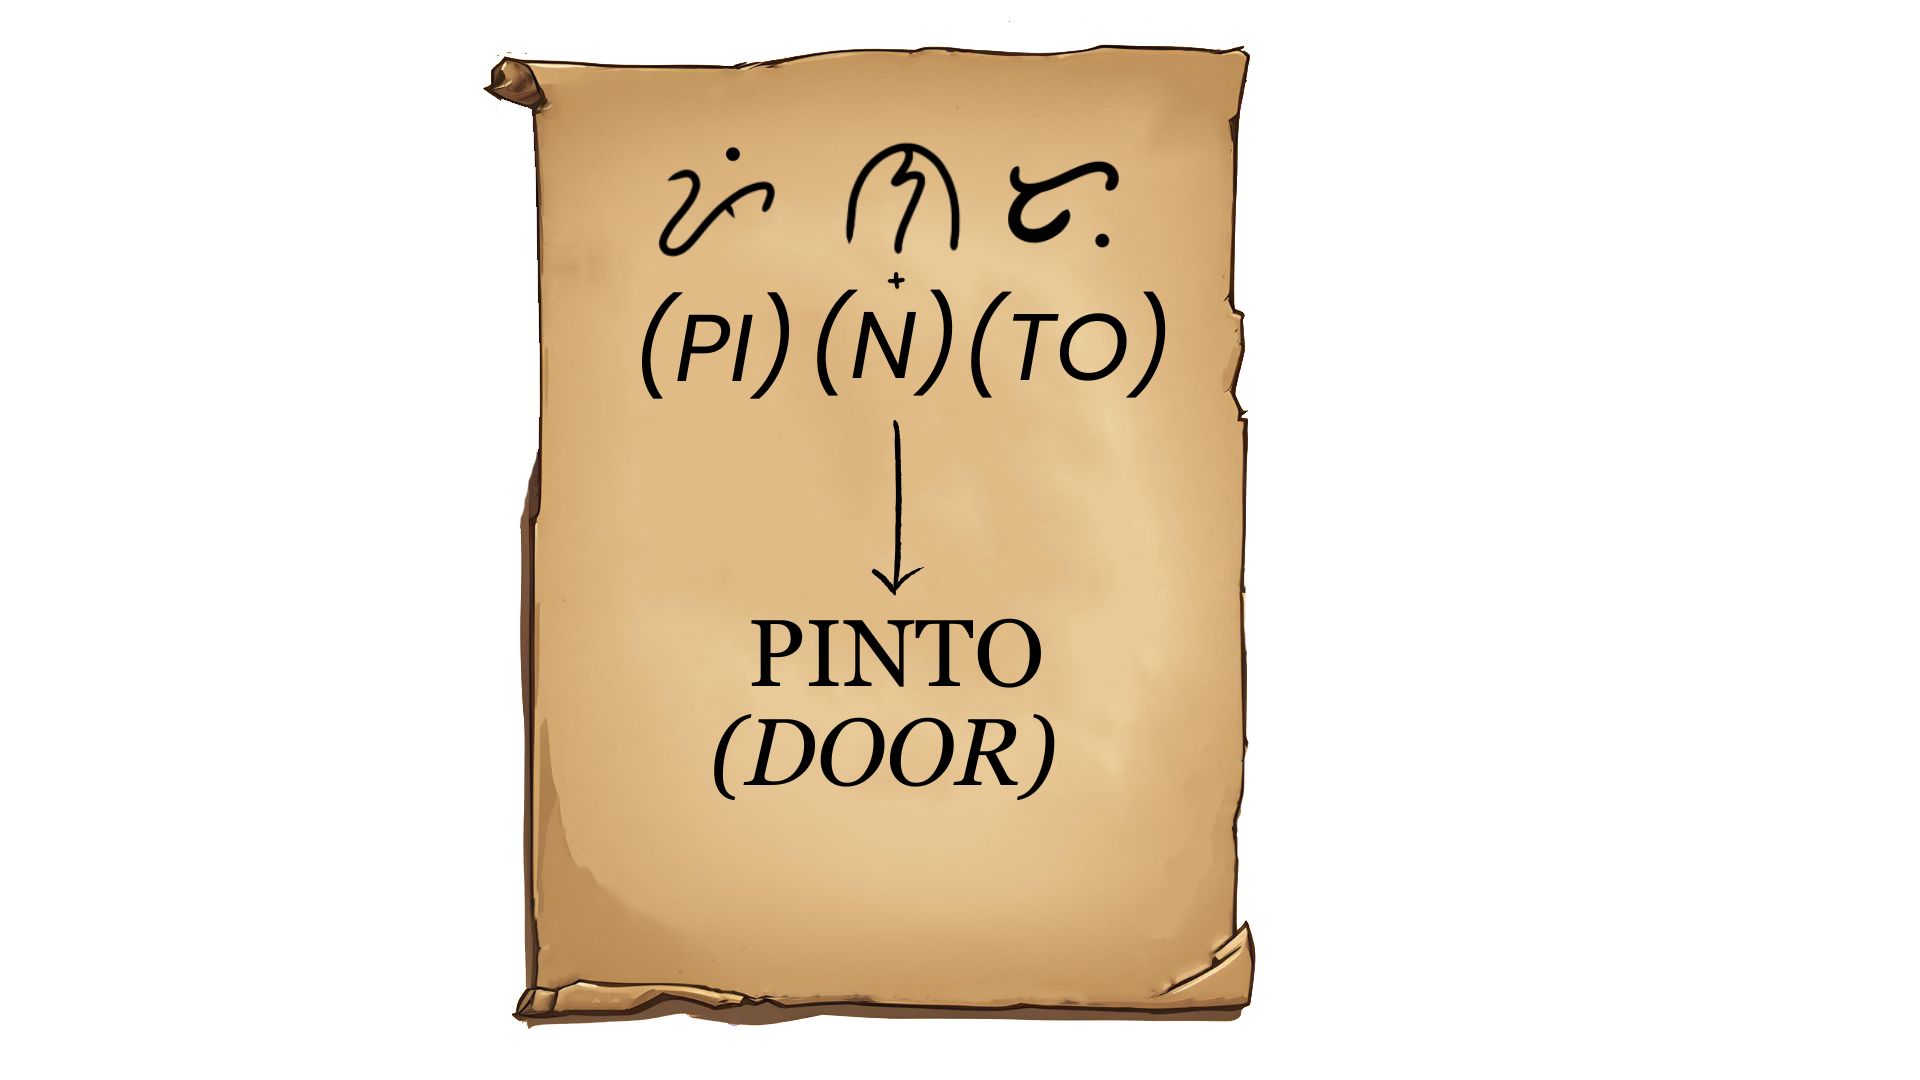 ᜉᜒ ᜈ᜔ ᜆᜓ
(PI) (N) (TO)
PINTO
(DOOR)